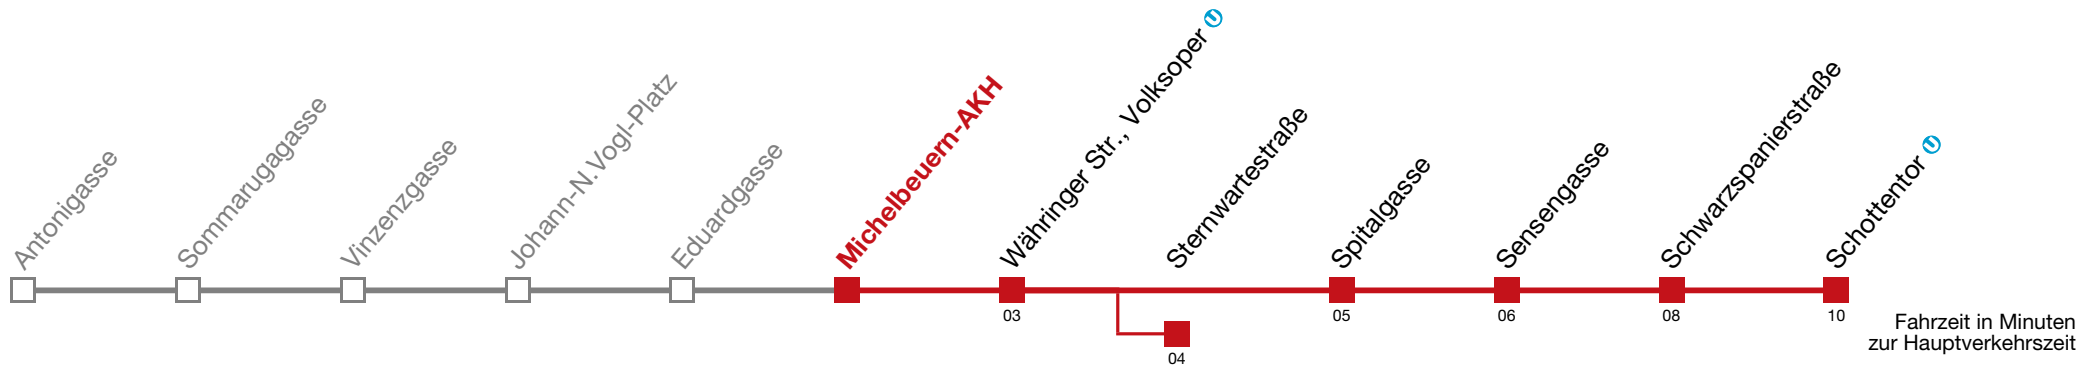 Antonigasse
Sommarugagasse
Vinzenzgasse
Johann-N.Vogl-Platz
Eduardgasse
Michelbeuern-AKH
Währinger Str., Volksoper U
Sternwartestraße
Spitalgasse
Sensengasse
Schwarzspanierstraße
Schottentor U
03
04
05
06
08
10
Fahrzeit in Minuten
zur Hauptverkehrszeit